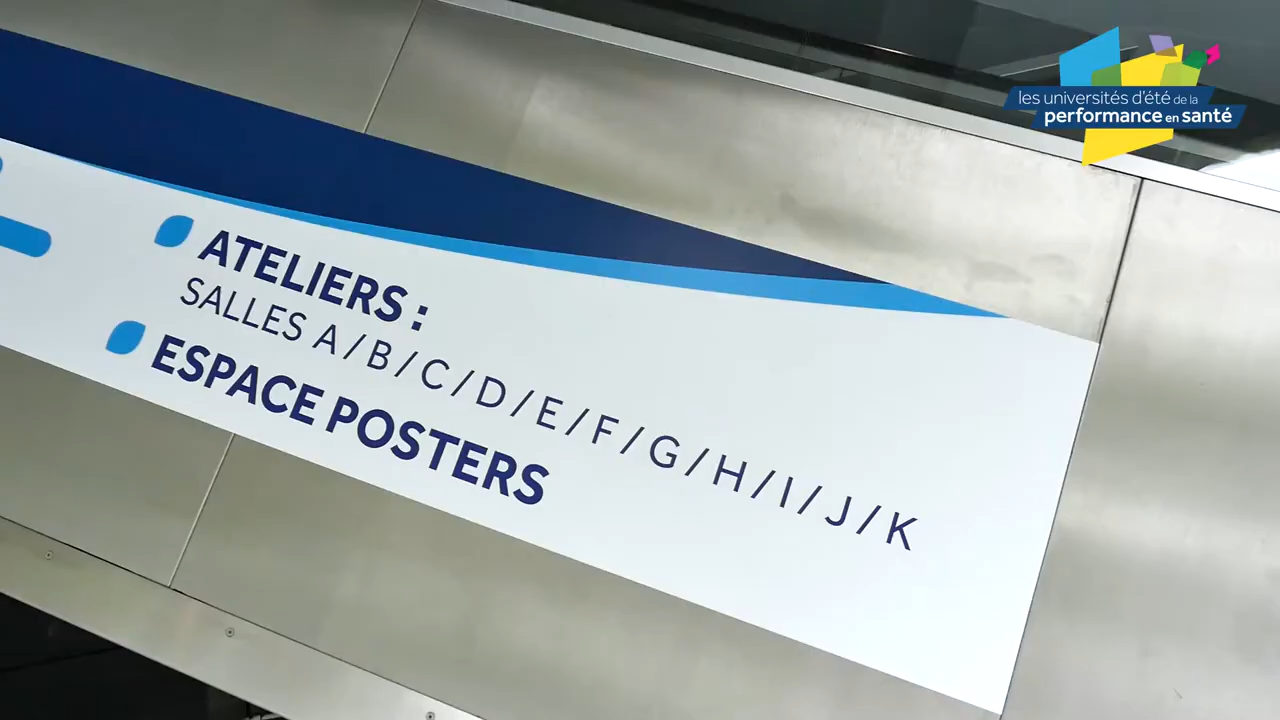 les universités d'été de la
performance en santé
ATELIERS :
SALLES A / B / C / D / E / F / G / H / I / J / K
ESPACE POSTERS